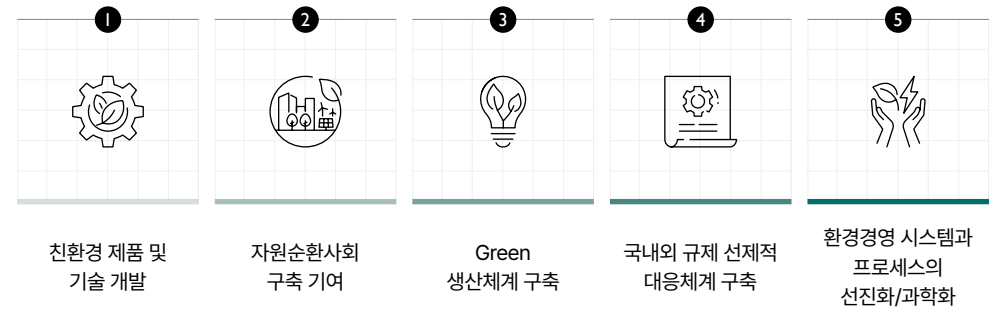 1
2
3
4
5
친환경 제품 및
기술 개발
자원순환사회
구축 기여
Green
생산체계 구축
국내외 규제 선제적
대응체계 구축
환경경영 시스템과
프로세스의
선진화/과학화